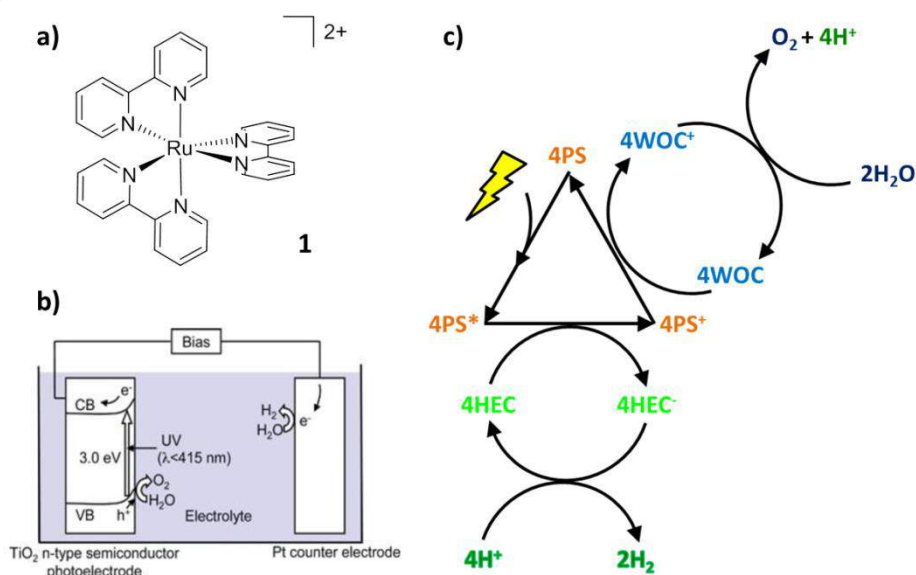 a)
2+
N
N
N
N
N
N
Ru
1
b)
Bias
CB
e-
3.0 eV
UV
(λ<415 nm)
O2
H2O
VB
h+
Electrolyte
H2
H2O
e-
TiO2 n-type semiconductor
photoelectrode
Pt counter electrode
c)
O2 + 4H+
4WOC+
4PS
2H2O
4WOC
4PS*
4PS+
4HEC
4HEC-
4H+
2H2